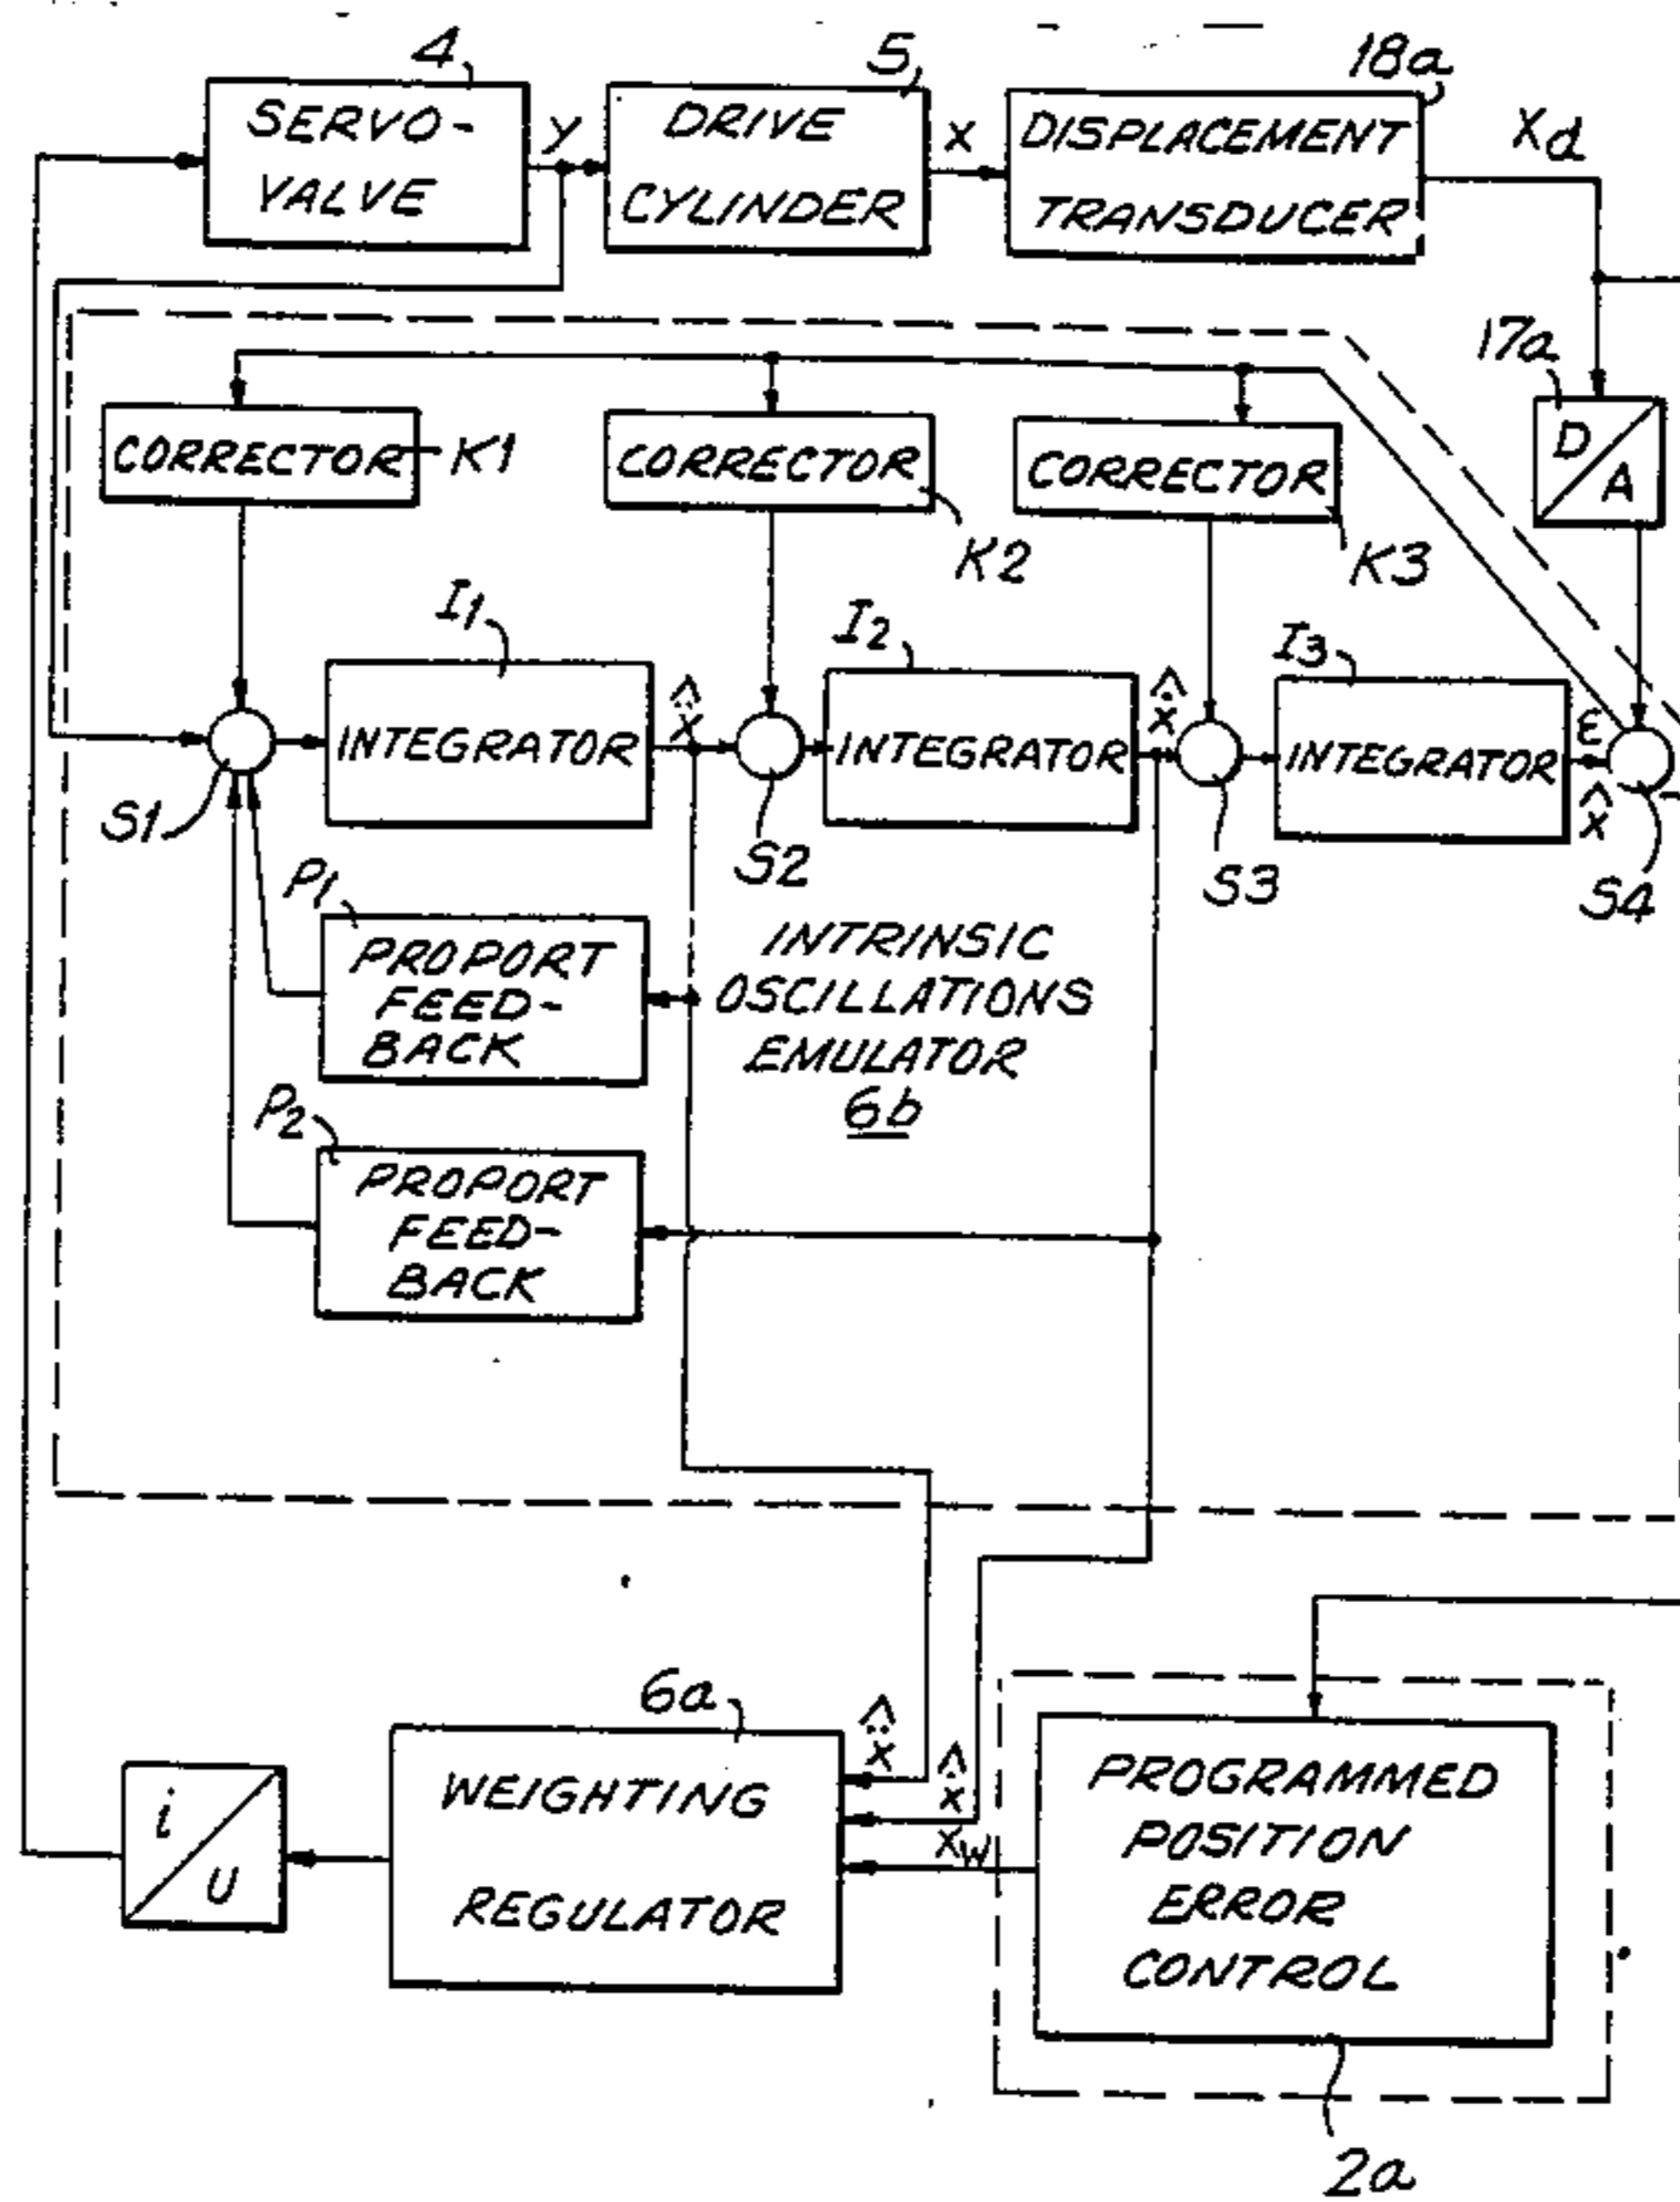 4
5
18a
SERVO-
VALVE
y
DRIVE
CYLINDER
x
DISPLACEMENT
TRANSDUCER
Xd
17a
D
A
CORRECTOR
K1
CORRECTOR
K2
CORRECTOR
K3
I1
I2
I3
INTEGRATOR
x̂̈
INTEGRATOR
x̂̇
INTEGRATOR
ε
x̂
S1
S2
S3
S4
P1
PROPORT
FEED-
BACK
INTRINSIC
OSCILLATIONS
EMULATOR
6b
P2
PROPORT
FEED-
BACK
6a
x̂̈
x̂̇
xW
i
U
WEIGHTING
REGULATOR
PROGRAMMED
POSITION
ERROR
CONTROL
2a